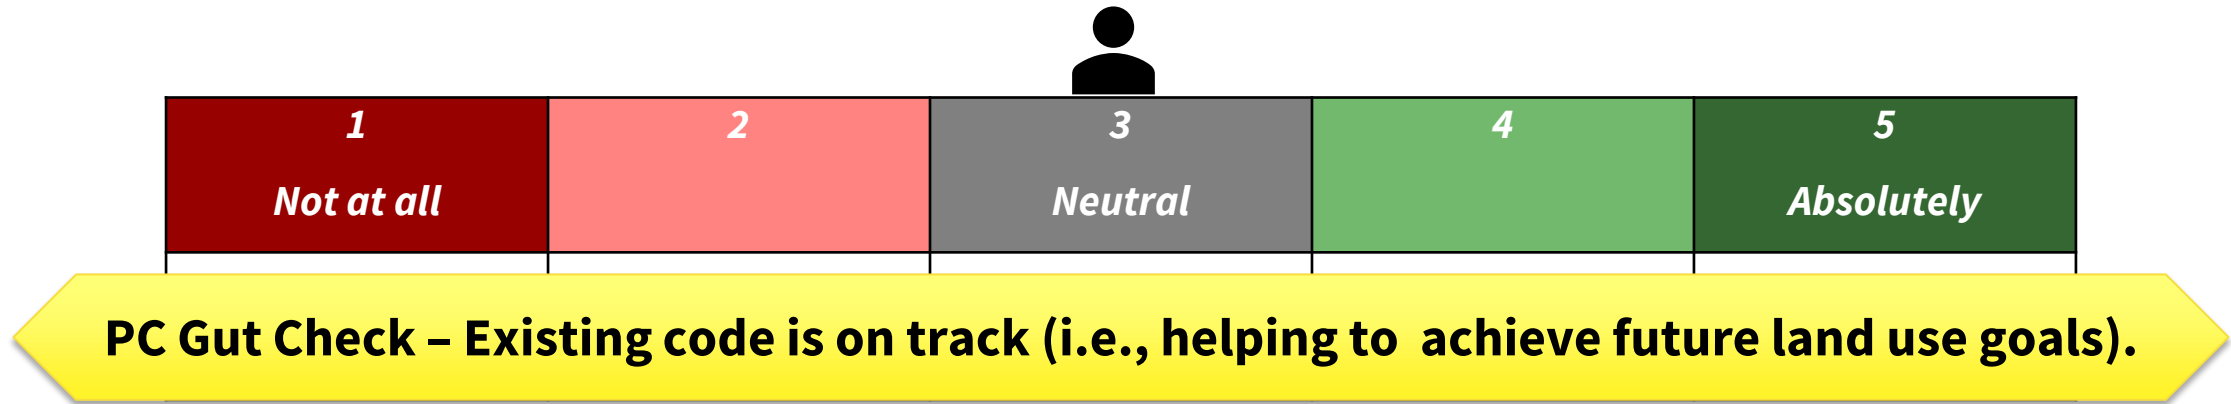 1 2 3 4 5
Not at all Neutral Absolutely
PC Gut Check – Existing code is on track (i.e., helping to  achieve future land use goals).